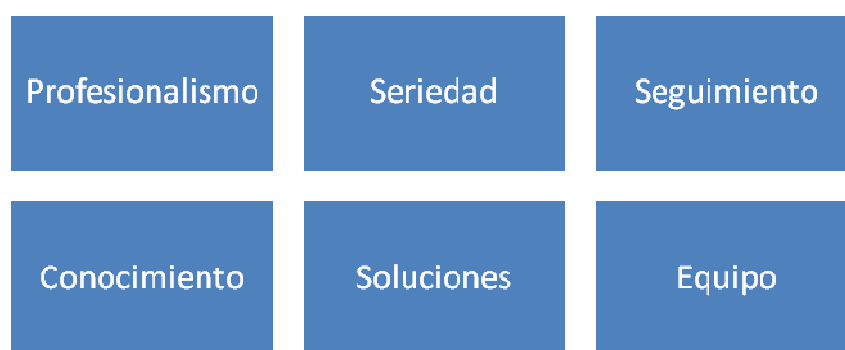 Profesionalismo
Seriedad
Seguimiento
Conocimiento
Soluciones
Equipo